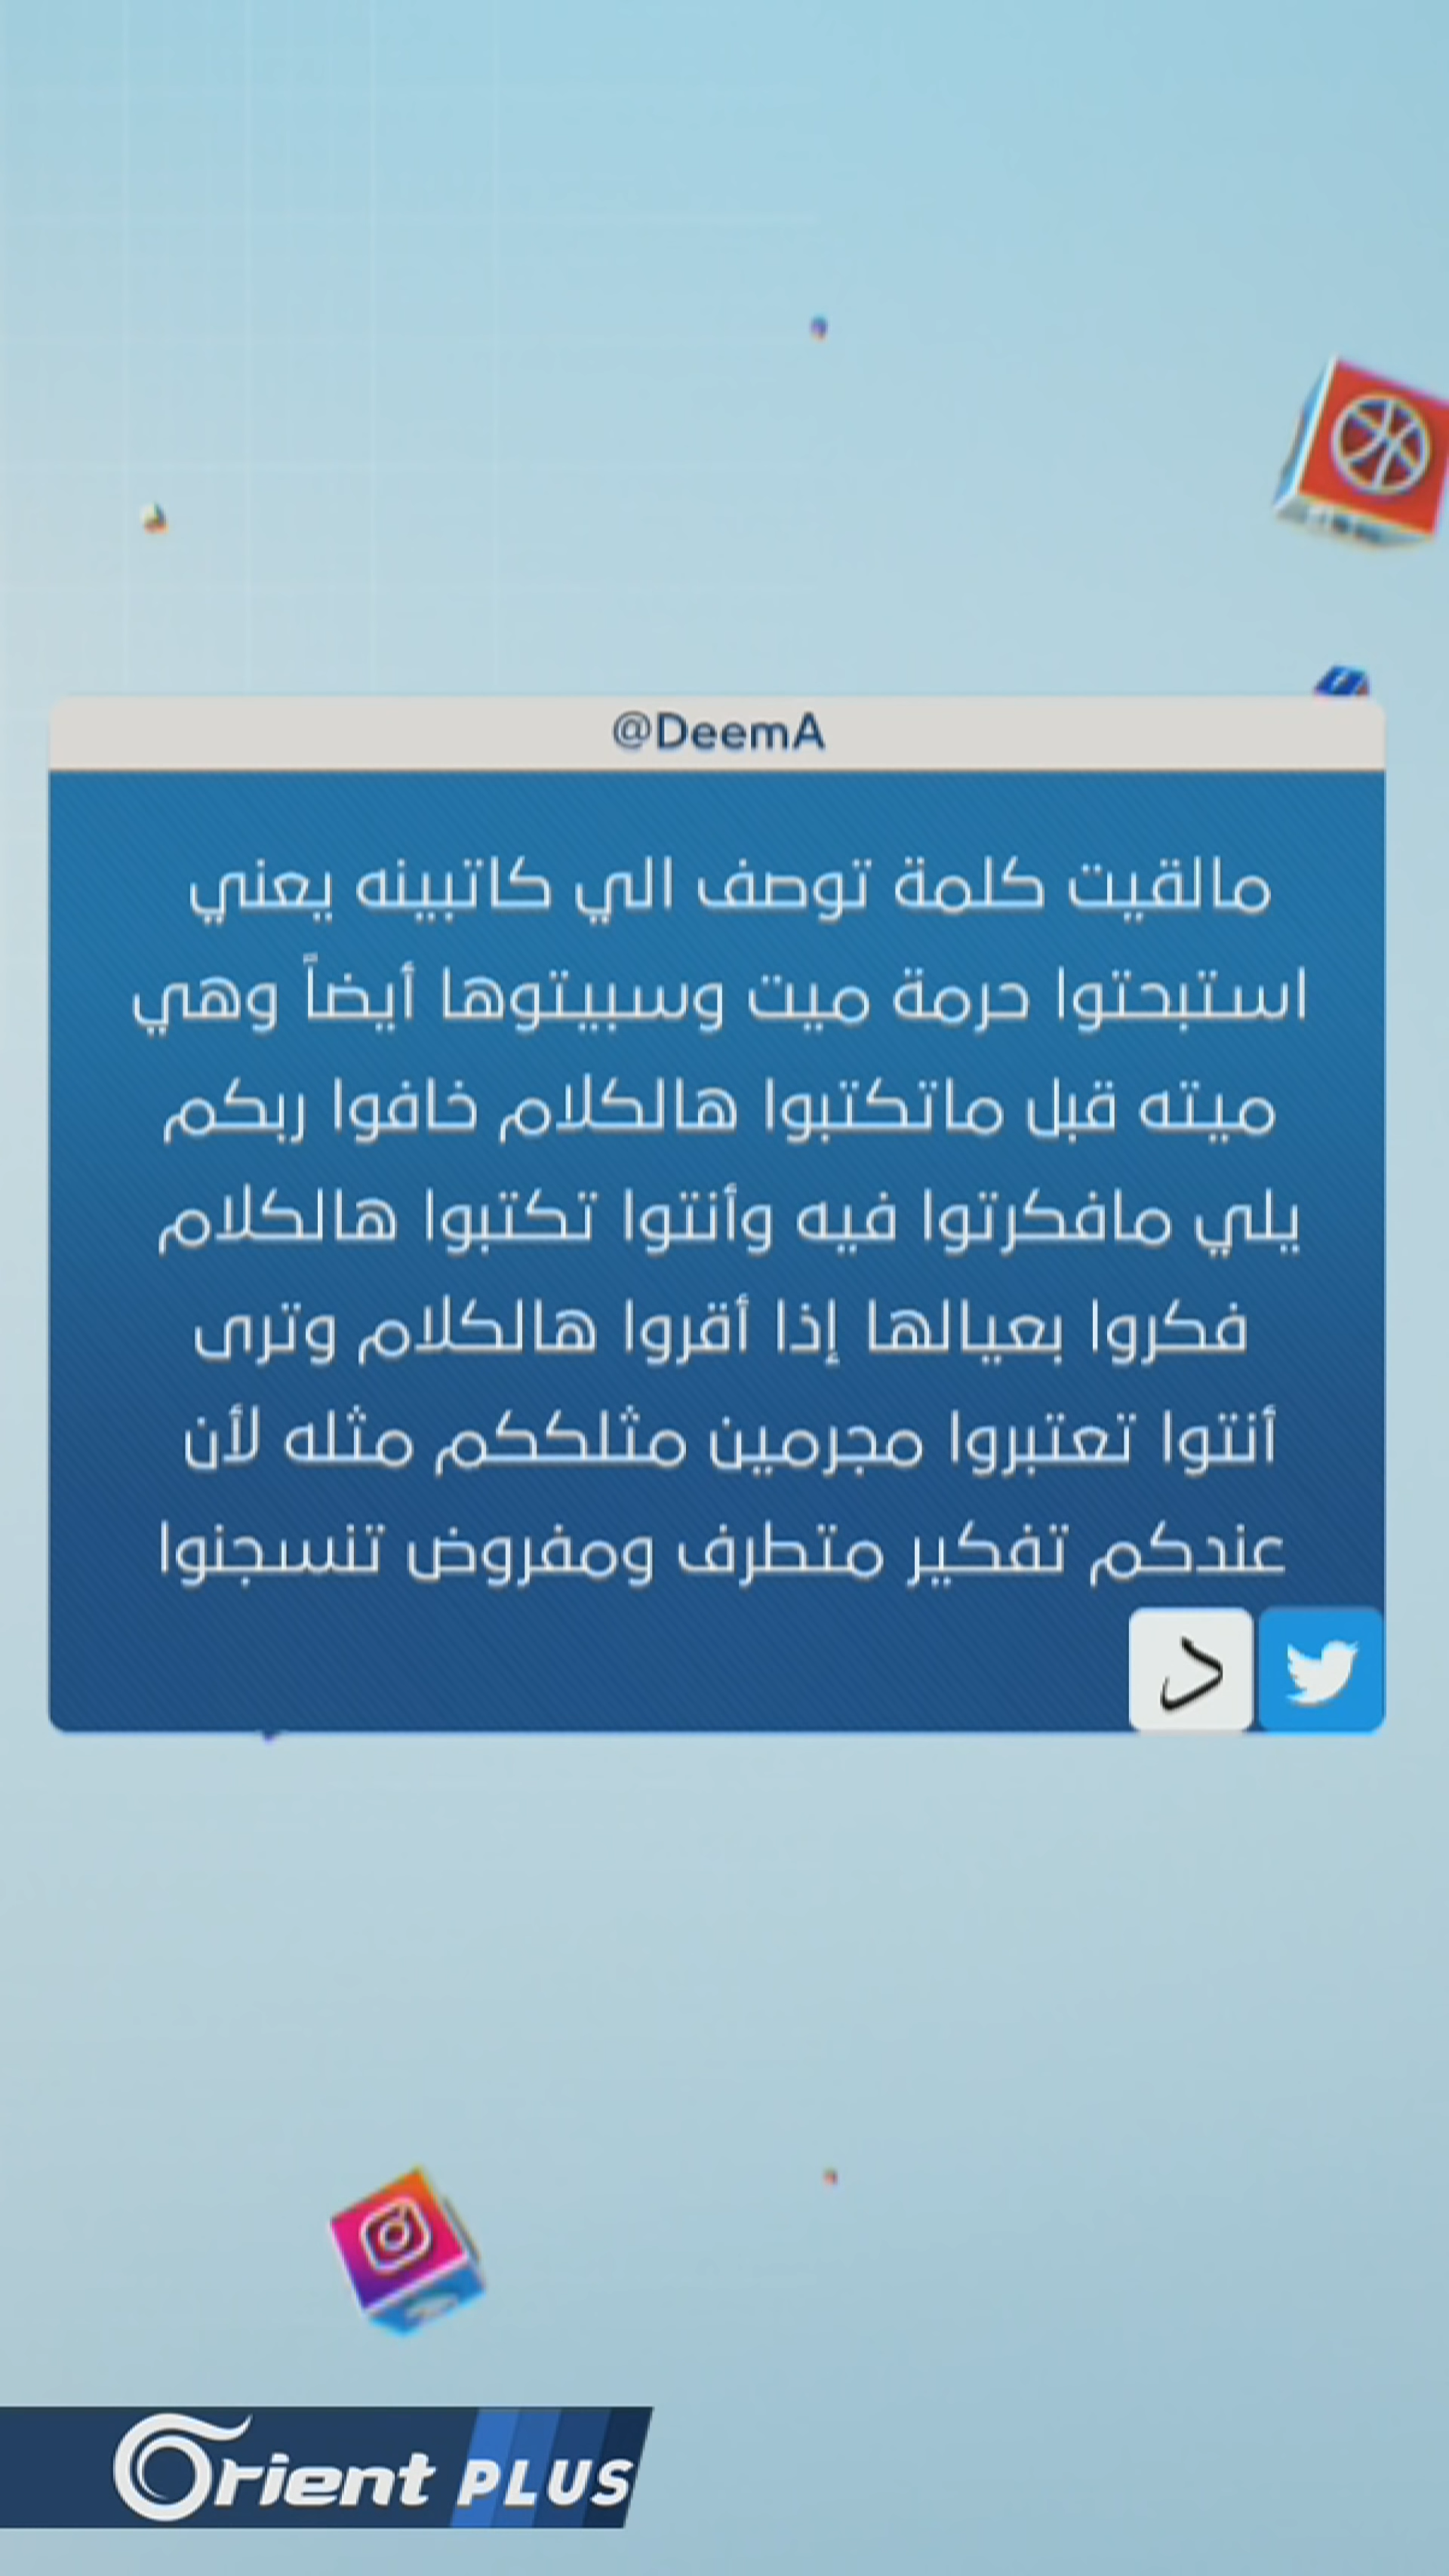 @DeemA
مالقيت كلمة توصف الي كاتبينه يعني
استبحتوا حرمة ميت وسبيتوها أيضاً وهي
ميته قبل ماتكتبوا هالكلام خافوا ربكم
يلي مافكرتوا فيه وأنتوا تكتبوا هالكلام
فكروا بعيالها إذا أقروا هالكلام وترى
أنتوا تعتبروا مجرمين مثلككم مثله لأن
عندكم تفكير متطرف ومفروض تنسجنوا
د
Orient PLUS